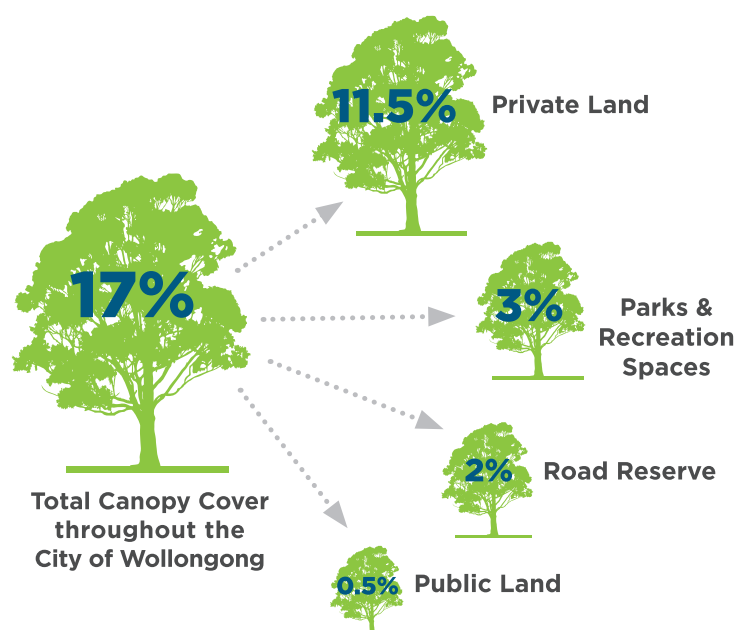 11.5%
Private Land
17%
Total Canopy Cover
throughout the
City of Wollongong
3%
Parks &
Recreation
Spaces
2%
Road Reserve
0.5%
Public Land